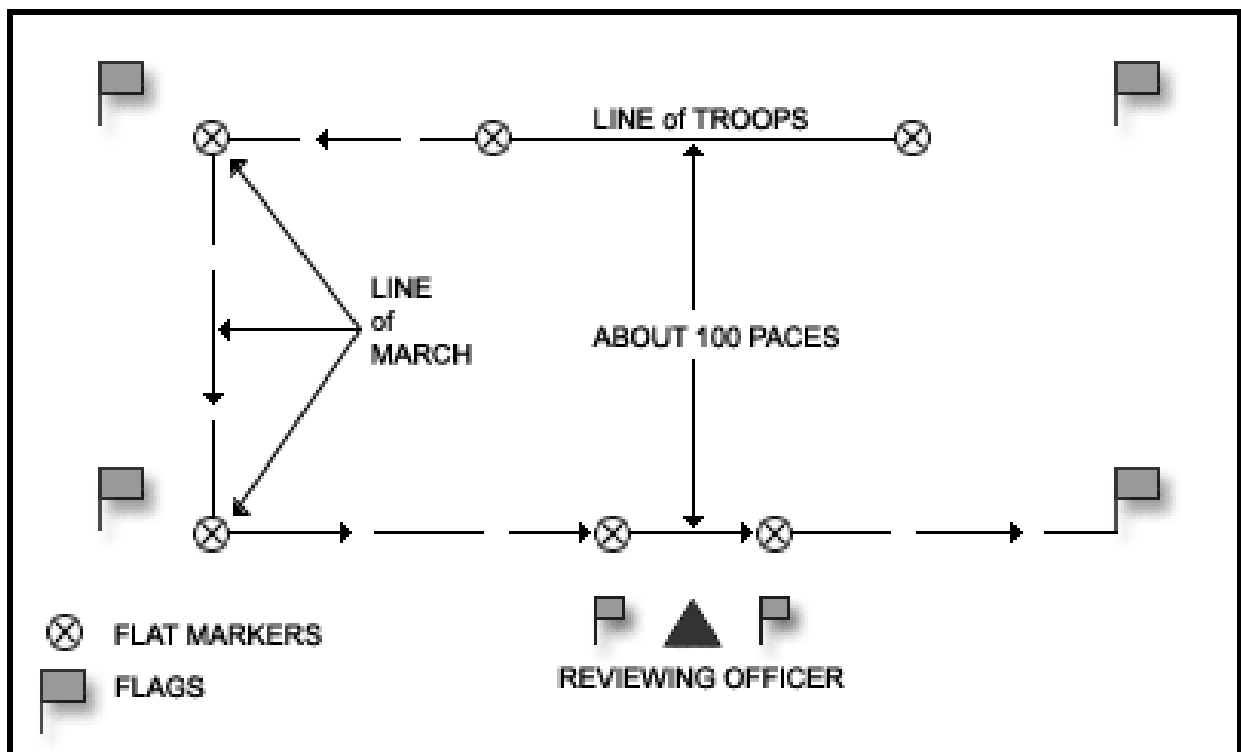 LINE of TROOPS
LINE
of
MARCH
ABOUT 100 PACES
FLAT MARKERS
FLAGS
REVIEWING OFFICER